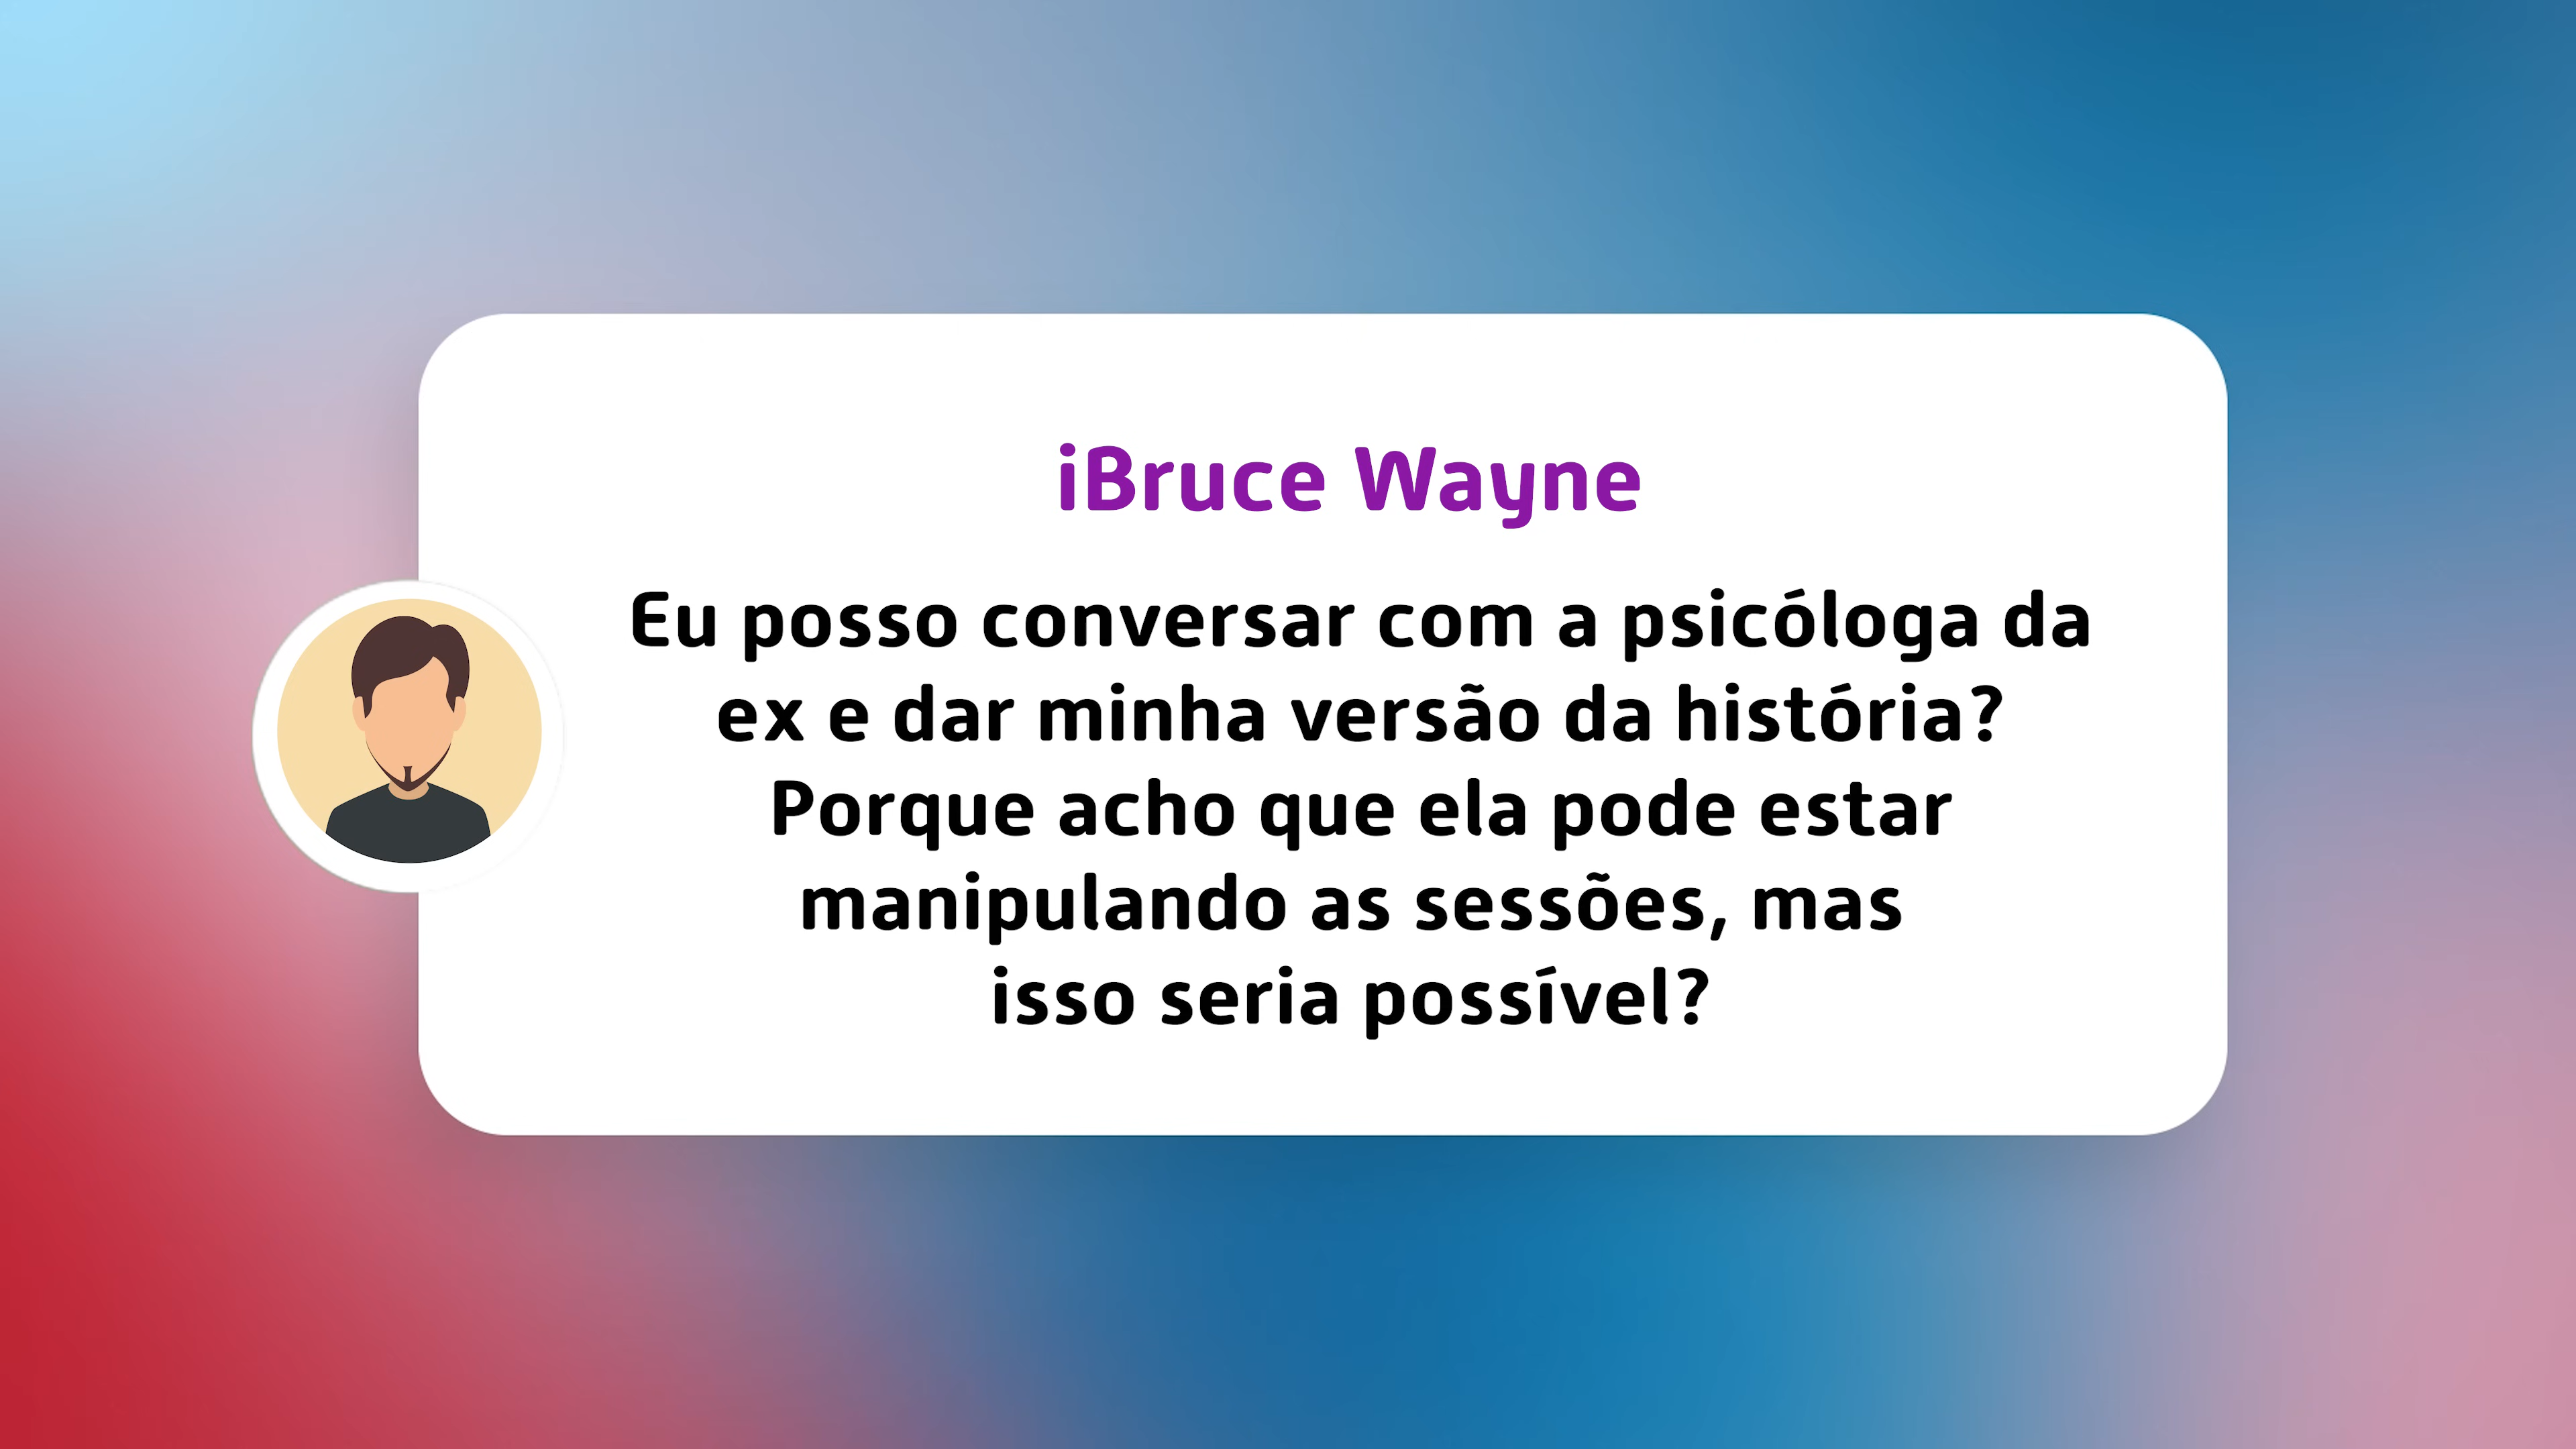 iBruce Wayne
Eu posso conversar com a psicóloga da
ex e dar minha versão da história?
Porque acho que ela pode estar
manipulando as sessões, mas
isso seria possível?